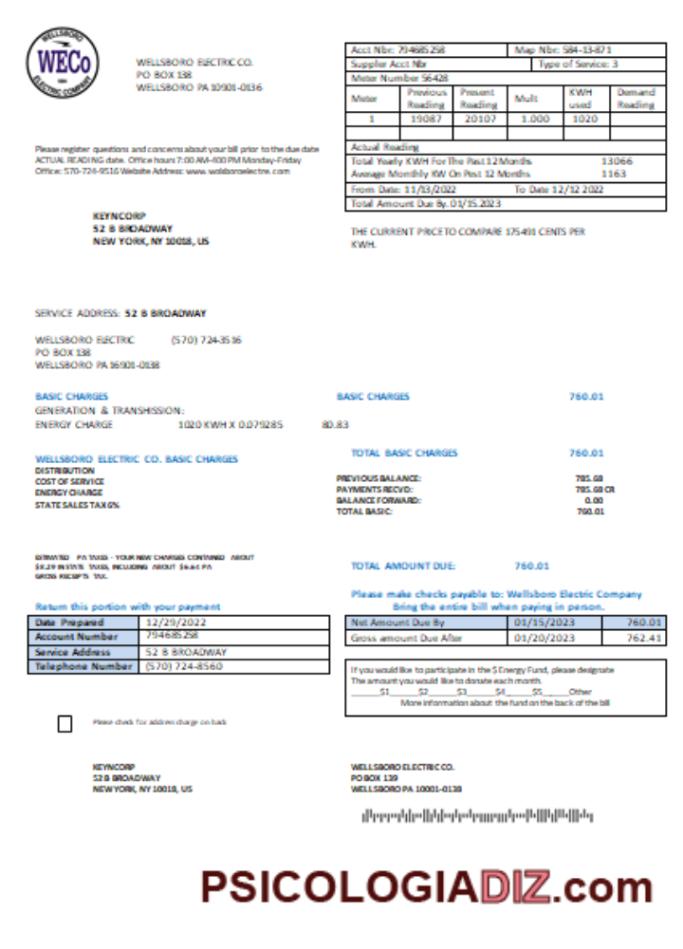 WELLSBORO
WECo
ELECTRIC COMPANY
WELLSBORO ELECTRIC CO.
PO BOX 138
WELLSBORO PA 10901-0136
Acct Nbr: 794685258 Map Nbr: 584-13-871
Supplier Acct Nbr Type of Service: 3
Meter Number 56428
Meter Previous Reading Present Reading Mult KWH used Demand Reading
1 19087 20107 1.000 1020
Actual Reading
Total Yearly KWH For The Past 12 Months 13066
Average Monthly KW On Past 12 Months 1163
From Date: 11/13/2022 To Date 12/12 2022
Total Amount Due By. 01/15.2023
Please register questions and concerns about your bill prior to the due date
ACTUAL READING date. Office hours 7:00 AM-400 PM Monday-Friday
Office: 570-724-9516 Website Address: www. wolsboroelectre. com
KEYNCORP
52 B BROADWAY
NEW YORK, NY 10018, US
THE CURRENT PRICE TO COMPARE 175491 CENTS PER
KWH.
SERVICE ADDRESS: 52 B BROADWAY
WELLSBORO ELECTRIC (570) 724-3516
PO BOX 138
WELLSBORO PA 16901-0138
BASIC CHARGES
GENERATION & TRANSMISSION:
ENERGY CHARGE 1020 KWH X 0.079285 80.83
BASIC CHARGES 760.01
WELLSBORO ELECTRIC CO. BASIC CHARGES
DISTRIBUTION
COST OF SERVICE
ENERGY CHARGE
STATE SALES TAX 6%
TOTAL BASIC CHARGES 760.01
PREVIOUS BALANCE: 785.68
PAYMENTS RECVD: 785.68 CR
BALANCE FORWARD: 0.00
TOTAL BASIC: 760.01
ESTIMATED PA TAXES - YOUR NEW CHARGES CONTAINED ABOUT
$8.29 IN STATE TAXES, INCLUDING ABOUT $6.64 PA
GROSS RECEIPTS TAX.
TOTAL AMOUNT DUE: 760.01
Please make checks payable to: Wellsboro Electric Company
Bring the entire bill when paying in person.
Return this portion with your payment
Date Prepared 12/29/2022
Account Number 794685258
Service Address 52 B BROADWAY
Telephone Number (570) 724-8560
Net Amount Due By 01/15/2023 760.01
Gross amount Due After 01/20/2023 762.41
If you would like to participate in the $ Energy Fund, please designate
The amount you would like to donate each month.
______$1______$2______$3______$4______$5______Other
More information about the fund on the back of the bill
Please check for address charge on back
KEYNCORP
52 B BROADWAY
NEW YORK, NY 10018, US
WELLSBORO ELECTRIC CO.
PO BOX 139
WELLSBORO PA 10001-0138
PSICOLOGIADIZ.com